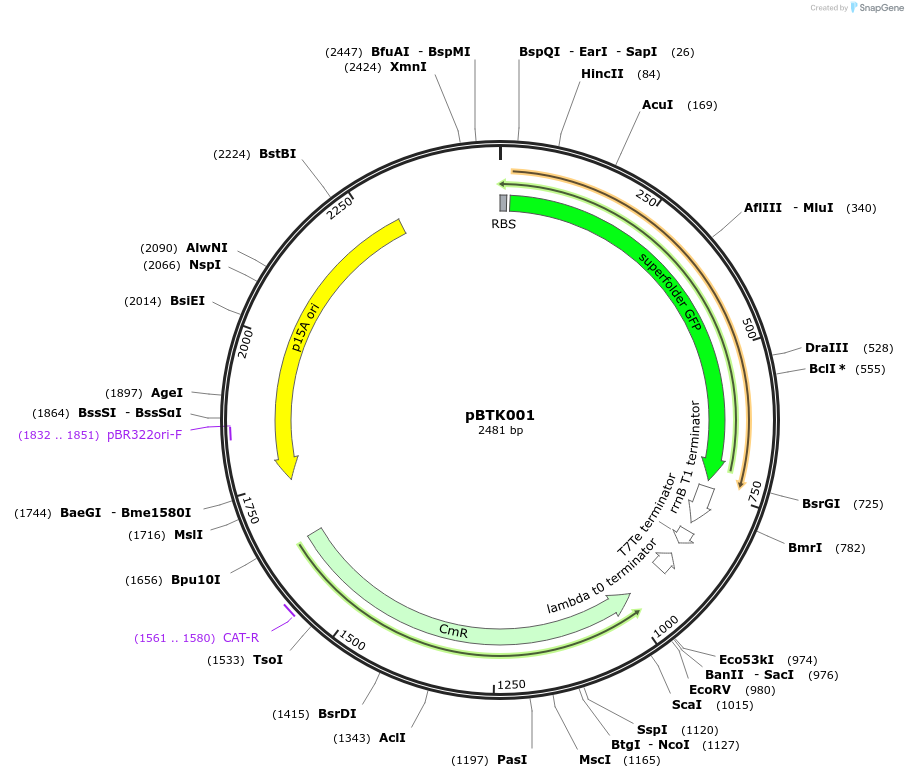 Created by SnapGene
(2447) BfuAI - BspMI
BspQI - EarI - SapI (26)
(2424) XmnI
HincII (84)
AcuI (169)
(2224) BstBI
2250
250
AflIII - MluI (340)
RBS
(2090) AlwNI
(2066) NspI
superfolder GFP
(2014) BsiEI
p15A ori
500
2000
DraIII (528)
BclI * (555)
(1897) AgeI
(1864) BssSI - BssSαI
pBTK001
2481 bp
(1832 .. 1851) pBR322ori-F
rrnB T1 terminator
T7Te terminator
750
BsrGI (725)
(1744) BaeGI - Bme1580I
1750
(1716) MslI
BmrI (782)
lambda t0 terminator
(1656) Bpu10I
CmR
(1561 .. 1580) CAT-R
1500
1000
(1533) TsoI
Eco53kI (974)
BanII - SacI (976)
1250
EcoRV (980)
ScaI (1015)
(1415) BsrDI
(1343) AclI
SspI (1120)
BtgI - NcoI (1127)
(1197) PasI
MscI (1165)